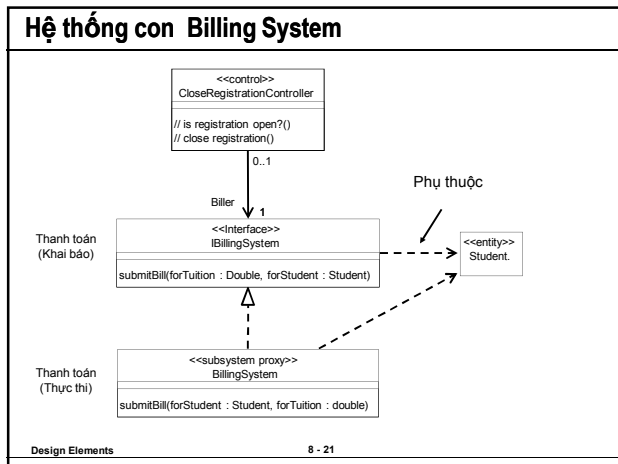 Hệ thống con Billing System
<<control>>
CloseRegistrationController
// is registration open?()
// close registration()
0..1
Phụ thuộc
Biller
1
Thanh toán
(Khai báo)
<<Interface>>
IBillingSystem
submitBill(forTuition : Double, forStudent : Student)
<<entity>>
Student.
Thanh toán
(Thực thi)
<<subsystem proxy>>
BillingSystem
submitBill(forStudent : Student, forTuition : double)
Design Elements
8 - 21